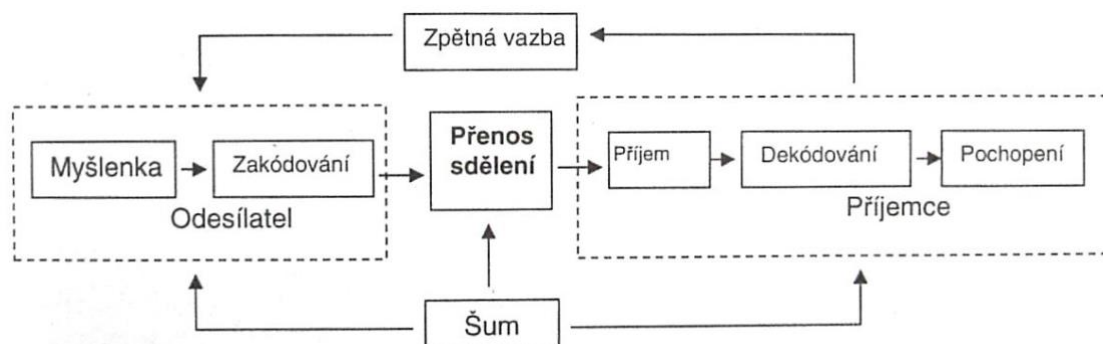 Zpětná vazba
Myšlenka
Zakódování
Odesílatel
Přenos
sdělení
Příjem
Dekódování
Pochopení
Příjemce
Šum